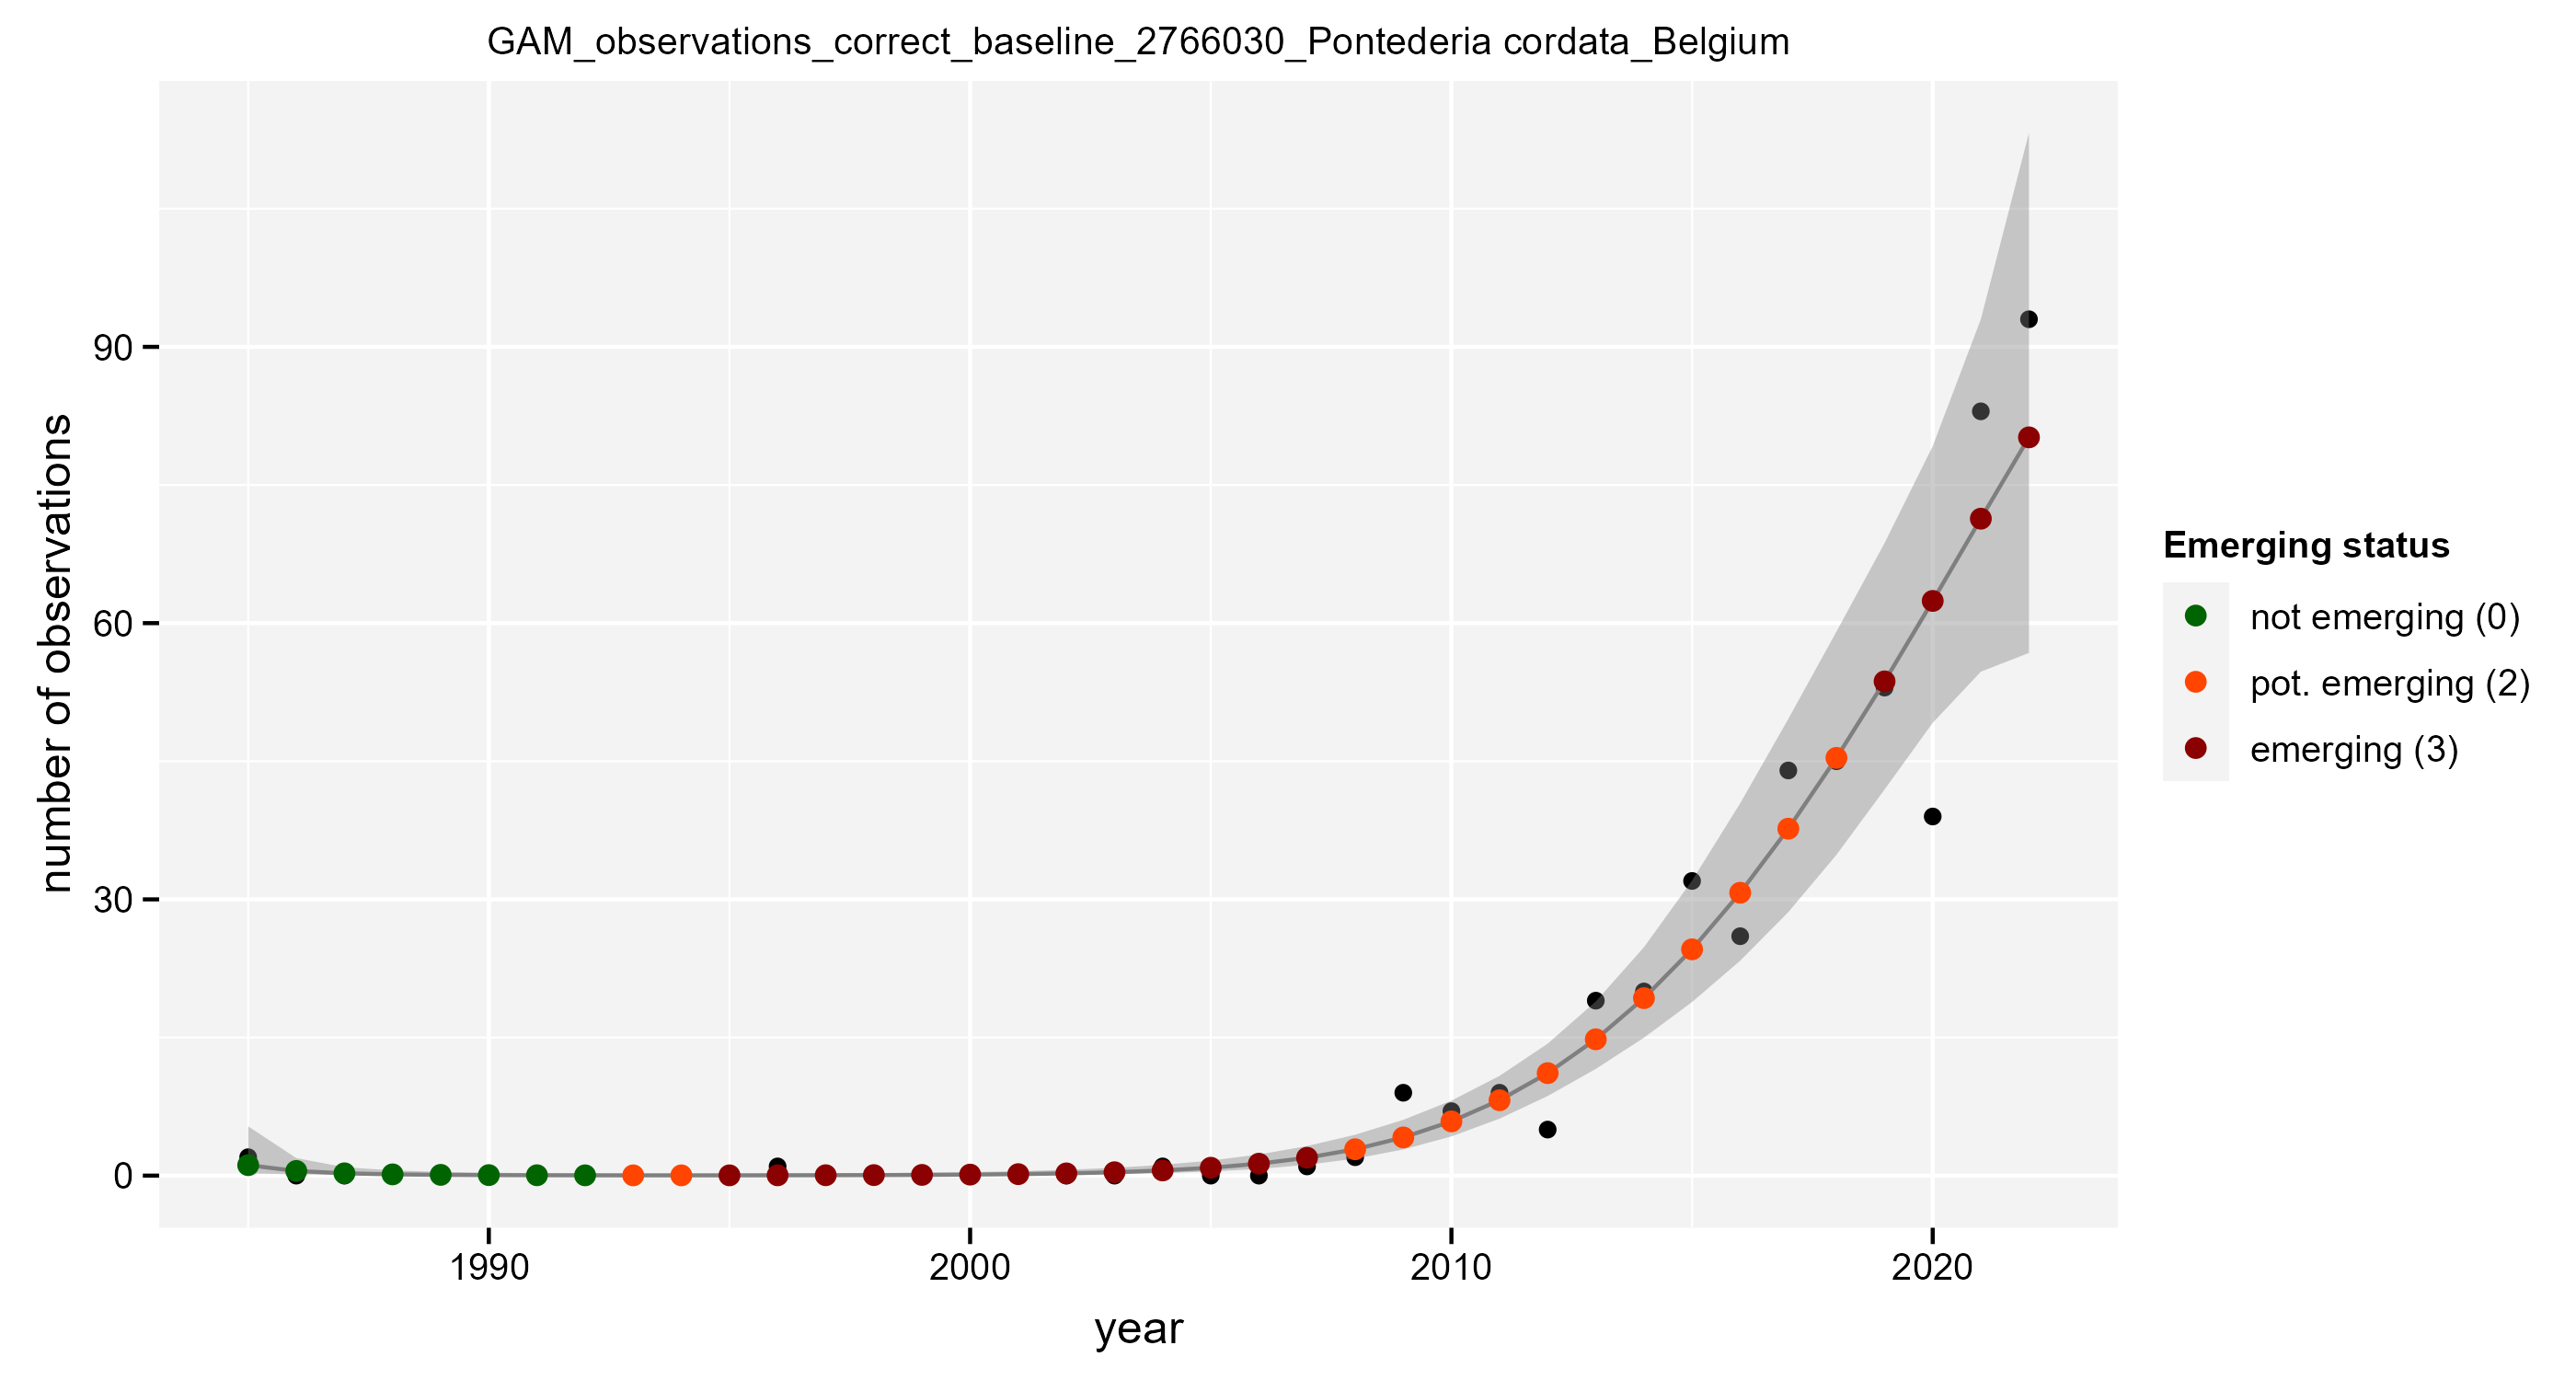 GAM_observations_correct_baseline_2766030_Pontederia cordata_Belgium
number of observations
90
60
30
0
1990
2000
2010
2020
year
Emerging status
not emerging (0)
pot. emerging (2)
emerging (3)